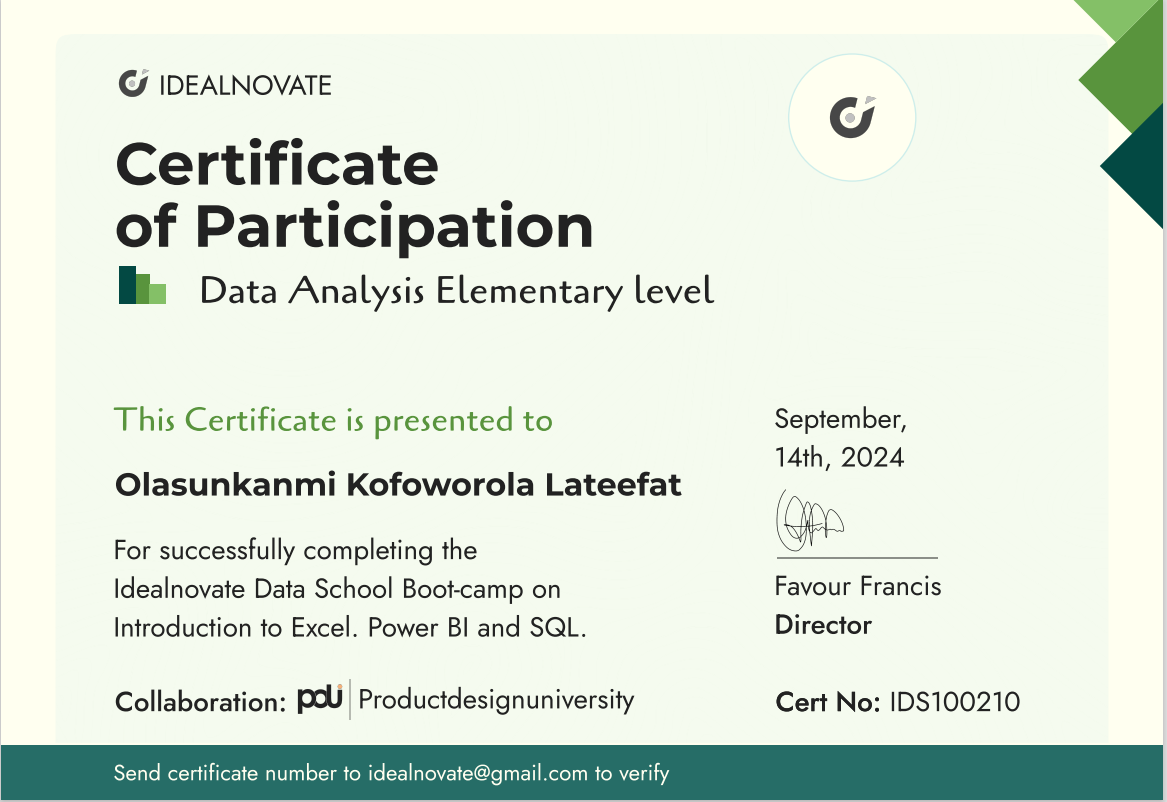 IDEALNOVATE
Certificate
of Participation
Data Analysis Elementary level
This Certificate is presented to
Olasunkanmi Kofoworola Lateefat
For successfully completing the
Idealnovate Data School Boot-camp on
Introduction to Excel. Power BI and SQL.
Collaboration: pdu Productdesignuniversity
September,
14th, 2024
Favour Francis
Director
Cert No: IDS100210
Send certificate number to idealnovate@gmail.com to verify